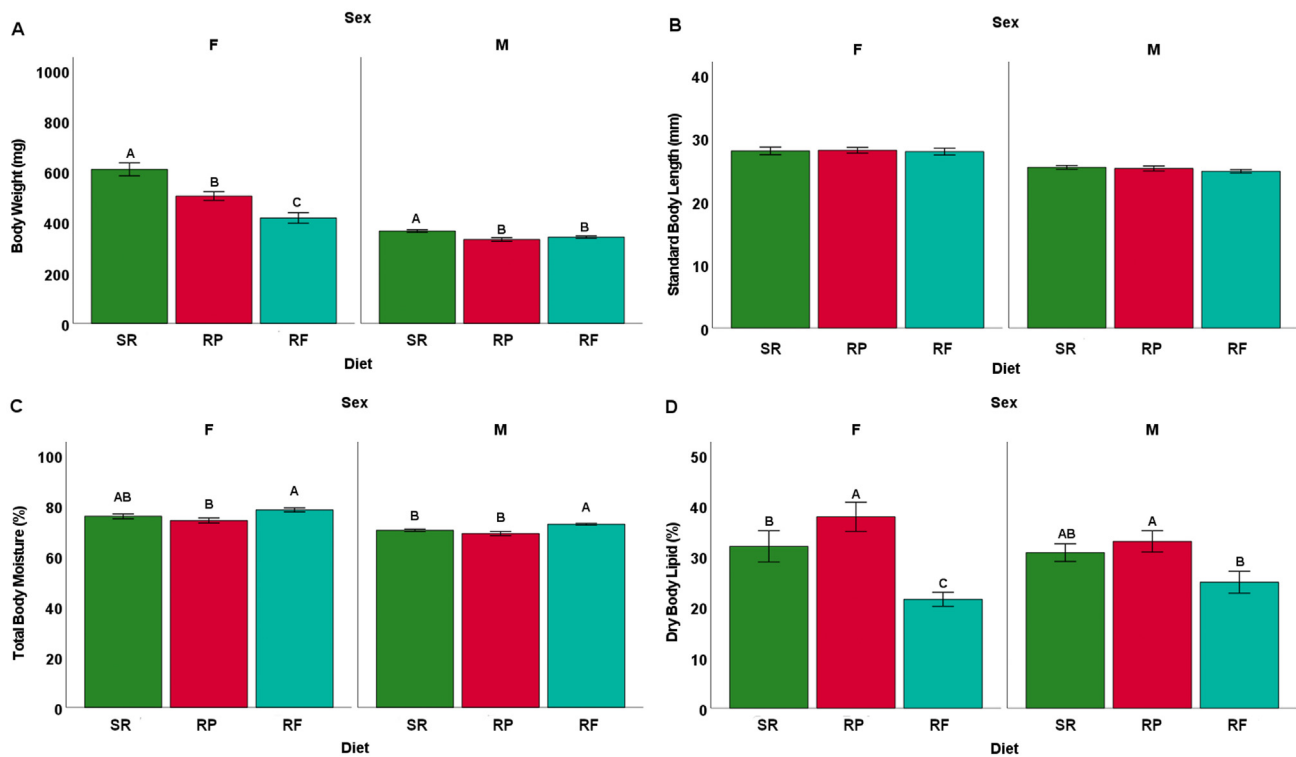 A
Sex
F
M
Body Weight (mg)
1000
800
600
400
200
0
A
B
C
A
B
B
SR
RP
RF
SR
RP
RF
Diet
B
Sex
F
M
Standard Body Length (mm)
40
30
20
10
0
SR
RP
RF
SR
RP
RF
Diet
C
Sex
F
M
Total Body Moisture (%)
100
80
60
40
20
0
AB
B
A
B
B
A
SR
RP
RF
SR
RP
RF
Diet
D
Sex
F
M
Dry Body Lipid (%)
50
40
30
20
10
0
B
A
C
AB
A
B
SR
RP
RF
SR
RP
RF
Diet